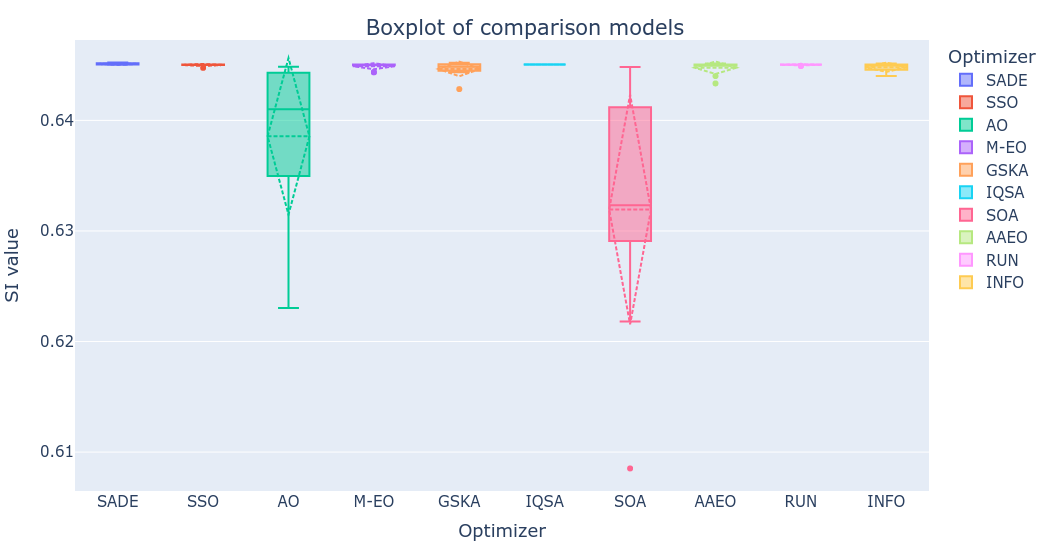 Boxplot of comparison models
SI value
0.64
0.63
0.62
0.61
SADE SSO AO M-EO GSKA IQSA SOA AAEO RUN INFO
Optimizer
Optimizer
SADE
SSO
AO
M-EO
GSKA
IQSA
SOA
AAEO
RUN
INFO